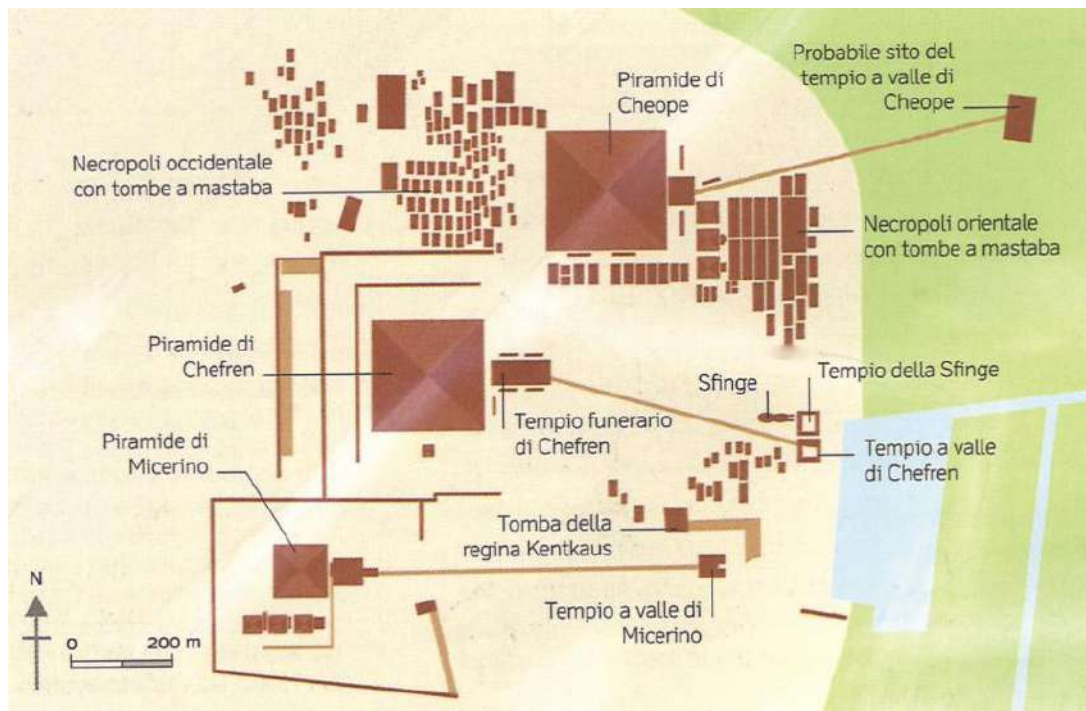 Probabile sito del
tempio a valle di
Cheope
Piramide di
Cheope
Necropoli occidentale
con tombe a mastaba
Necropoli orientale
con tombe a mastaba
Piramide di
Chefren
Sfinge
Tempio della Sfinge
Tempio funerario
di Chefren
Tempio a valle
di Chefren
Piramide di
Micerino
Tomba della
regina Kentkaus
Tempio a valle di
Micerino
N
0 200 m